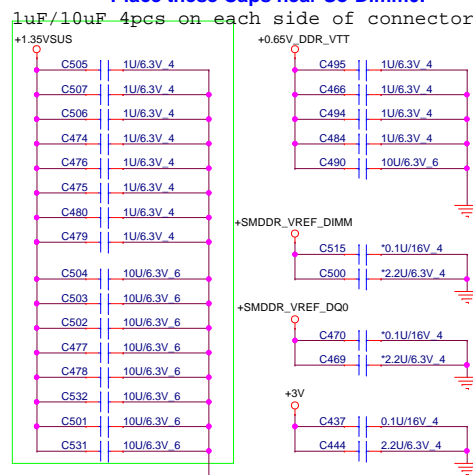 Place these Caps near So-Dimm0.
1uF/10uF 4pcs on each side of connector
+1.35VSUS
C505 1U/6.3V_4
C507 1U/6.3V_4
C506 1U/6.3V_4
C474 1U/6.3V_4
C476 1U/6.3V_4
C475 1U/6.3V_4
C480 1U/6.3V_4
C479 1U/6.3V_4
C504 10U/6.3V_6
C503 10U/6.3V_6
C502 10U/6.3V_6
C477 10U/6.3V_6
C478 10U/6.3V_6
C532 10U/6.3V_6
C501 10U/6.3V_6
C531 10U/6.3V_6
+0.65V_DDR_VTT
C495 1U/6.3V_4
C466 1U/6.3V_4
C494 1U/6.3V_4
C484 1U/6.3V_4
C490 10U/6.3V_6
+SMDDR_VREF_DIMM
C515 *0.1U/16V_4
C500 *2.2U/6.3V_4
+SMDDR_VREF_DQ0
C470 *0.1U/16V_4
C469 *2.2U/6.3V_4
+3V
C437 0.1U/16V_4
C444 2.2U/6.3V_4